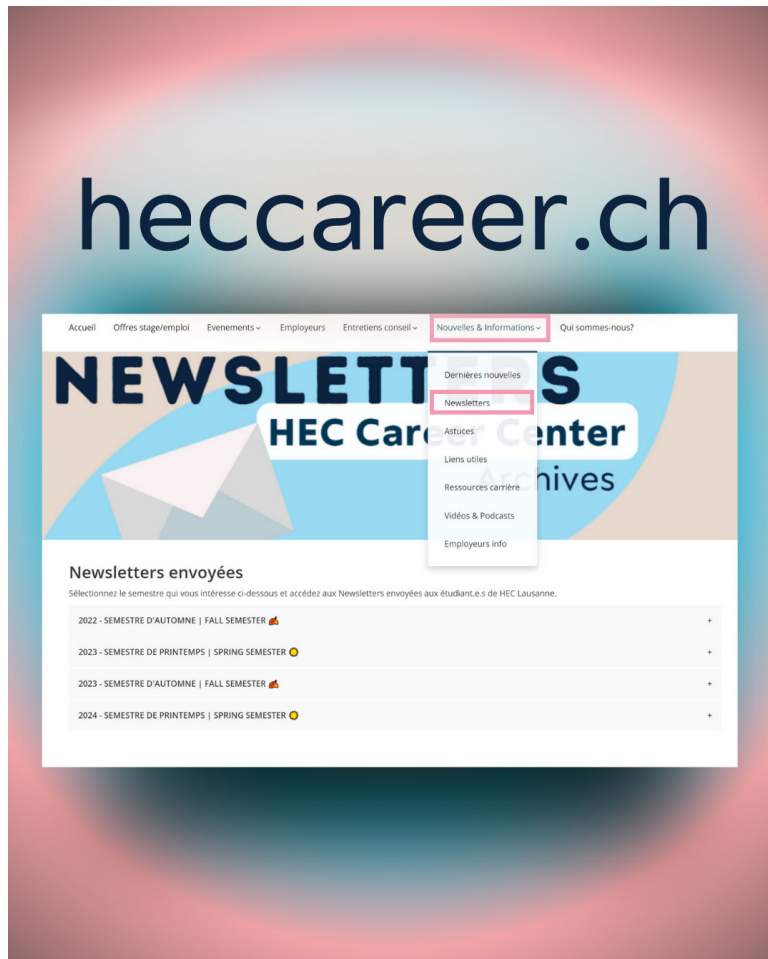 heccareer.ch
Accueil Offres stage/emploi Evenements Employeurs Entretiens conseil Nouvelles & Informations Qui sommes-nous?
NEWSLETTERS
HEC Career Center
Archives
Dernières nouvelles
Newsletters
Astuces
Liens utiles
Ressources carrière
Vidéos & Podcasts
Employeurs info
Newsletters envoyées
Sélectionnez le semestre qui vous intéresse ci-dessous et accédez aux Newsletters envoyées aux étudiant.e.s de HEC Lausanne.
2022 - SEMESTRE D'AUTOMNE | FALL SEMESTER 🍂 +
2023 - SEMESTRE DE PRINTEMPS | SPRING SEMESTER 🌞 +
2023 - SEMESTRE D'AUTOMNE | FALL SEMESTER 🍂 +
2024 - SEMESTRE DE PRINTEMPS | SPRING SEMESTER 🌞 +